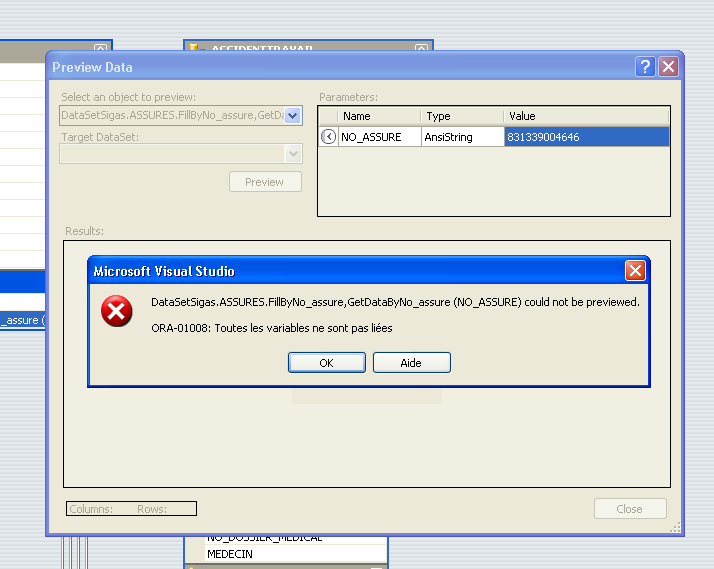 ACCIDENTTRAVAIL
Preview Data
Select an object to preview:
DataSetSigas.ASSURES.FillByNo_assure,GetDa
Target DataSet:
Preview
Parameters:
Name Type Value
NO_ASSURE AnsiString 831339004646
Results:
_assure (
Microsoft Visual Studio
DataSetSigas.ASSURES.FillByNo_assure,GetDataByNo_assure (NO_ASSURE) could not be previewed.
ORA-01008: Toutes les variables ne sont pas liées
OK Aide
Columns: Rows:
Close
NO_DOSSIER_MEDICAL
MEDECIN